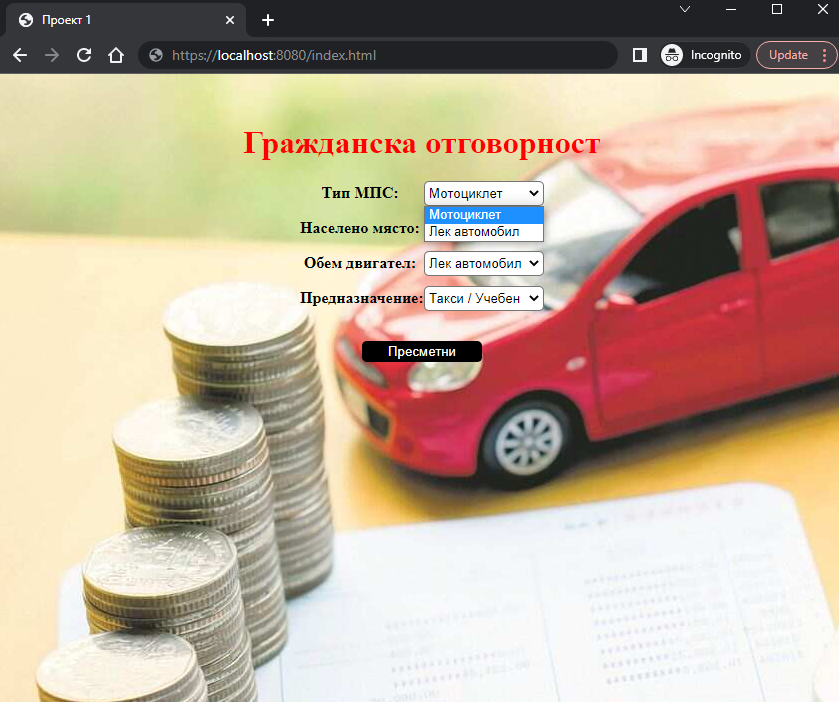 Проект 1
https://localhost:8080/index.html
Incognito
Update
Гражданска отговорност
Тип МПС: Мотоциклет
Мотоциклет
Населено място: Лек автомобил
Обем двигател: Лек автомобил
Предназначение: Такси / Учебен
Пресметни